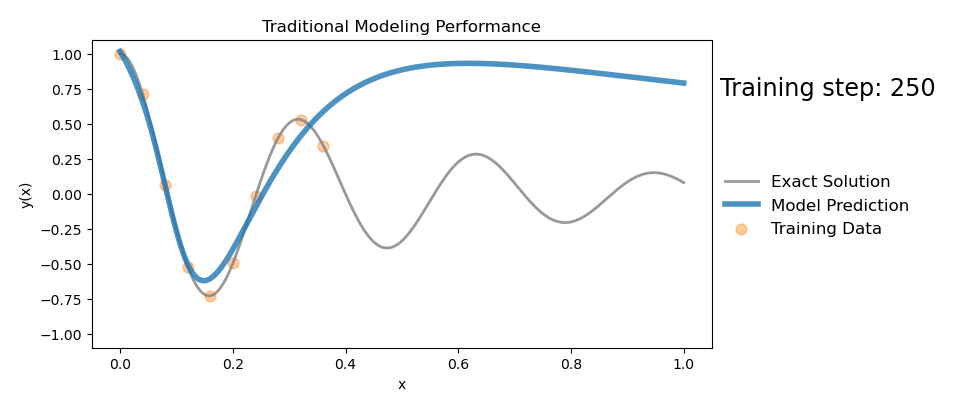 Traditional Modeling Performance
1.00
0.75
0.50
0.25
0.00
−0.25
−0.50
−0.75
−1.00
y(x)
0.0 0.2 0.4 0.6 0.8 1.0
x
Training step: 250
Exact Solution
Model Prediction
Training Data